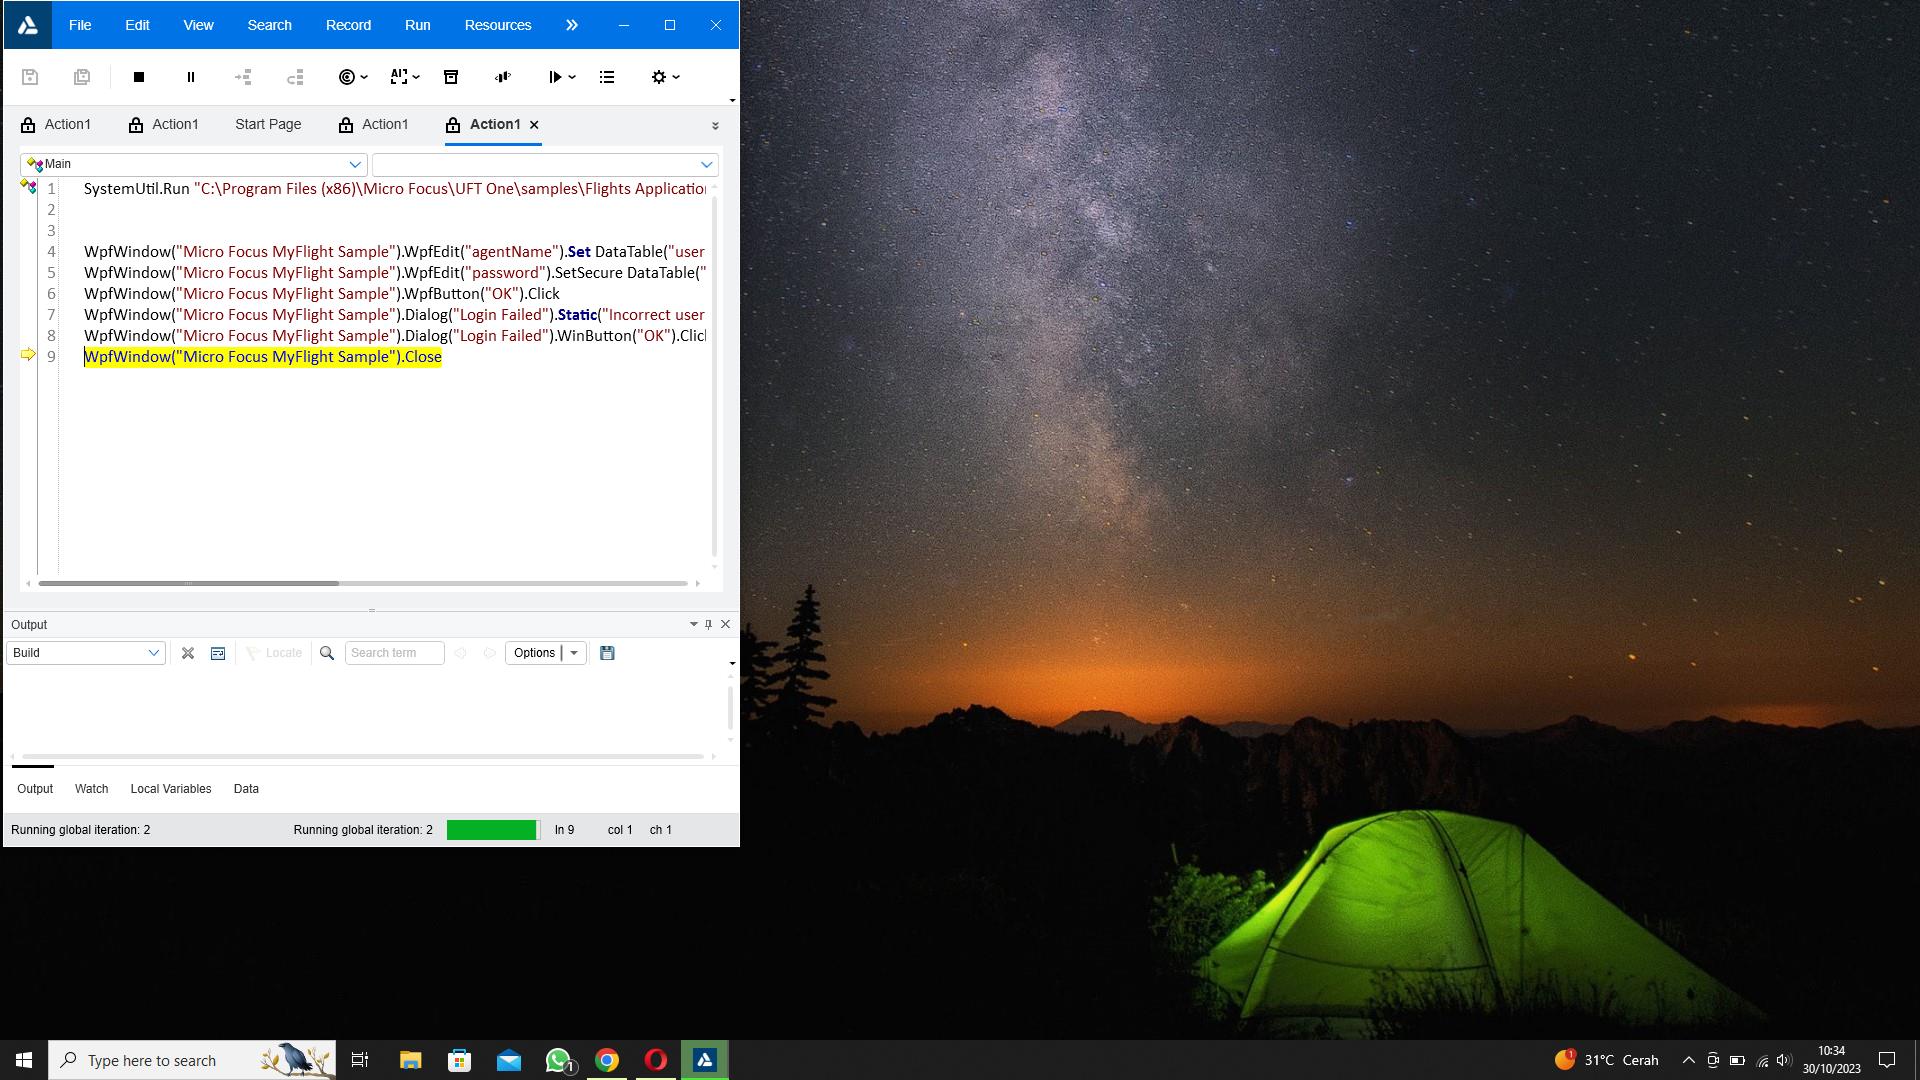 File Edit View Search Record Run Resources
Action1 Action1 Start Page Action1 Action1
Main
1 SystemUtil.Run "C:\Program Files (x86)\Micro Focus\UFT One\samples\Flights Application
2
3
4 WpfWindow("Micro Focus MyFlight Sample").WpfEdit("agentName").Set DataTable("user
5 WpfWindow("Micro Focus MyFlight Sample").WpfEdit("password").SetSecure DataTable("
6 WpfWindow("Micro Focus MyFlight Sample").WpfButton("OK").Click
7 WpfWindow("Micro Focus MyFlight Sample").Dialog("Login Failed").Static("Incorrect user
8 WpfWindow("Micro Focus MyFlight Sample").Dialog("Login Failed").WinButton("OK").Click
9 WpfWindow("Micro Focus MyFlight Sample").Close
Output
Build Locate Search term Options
Output Watch Local Variables Data
Running global iteration: 2 Running global iteration: 2 ln 9 col 1 ch 1
Type here to search 1 1 31°C Cerah 10:34
30/10/2023